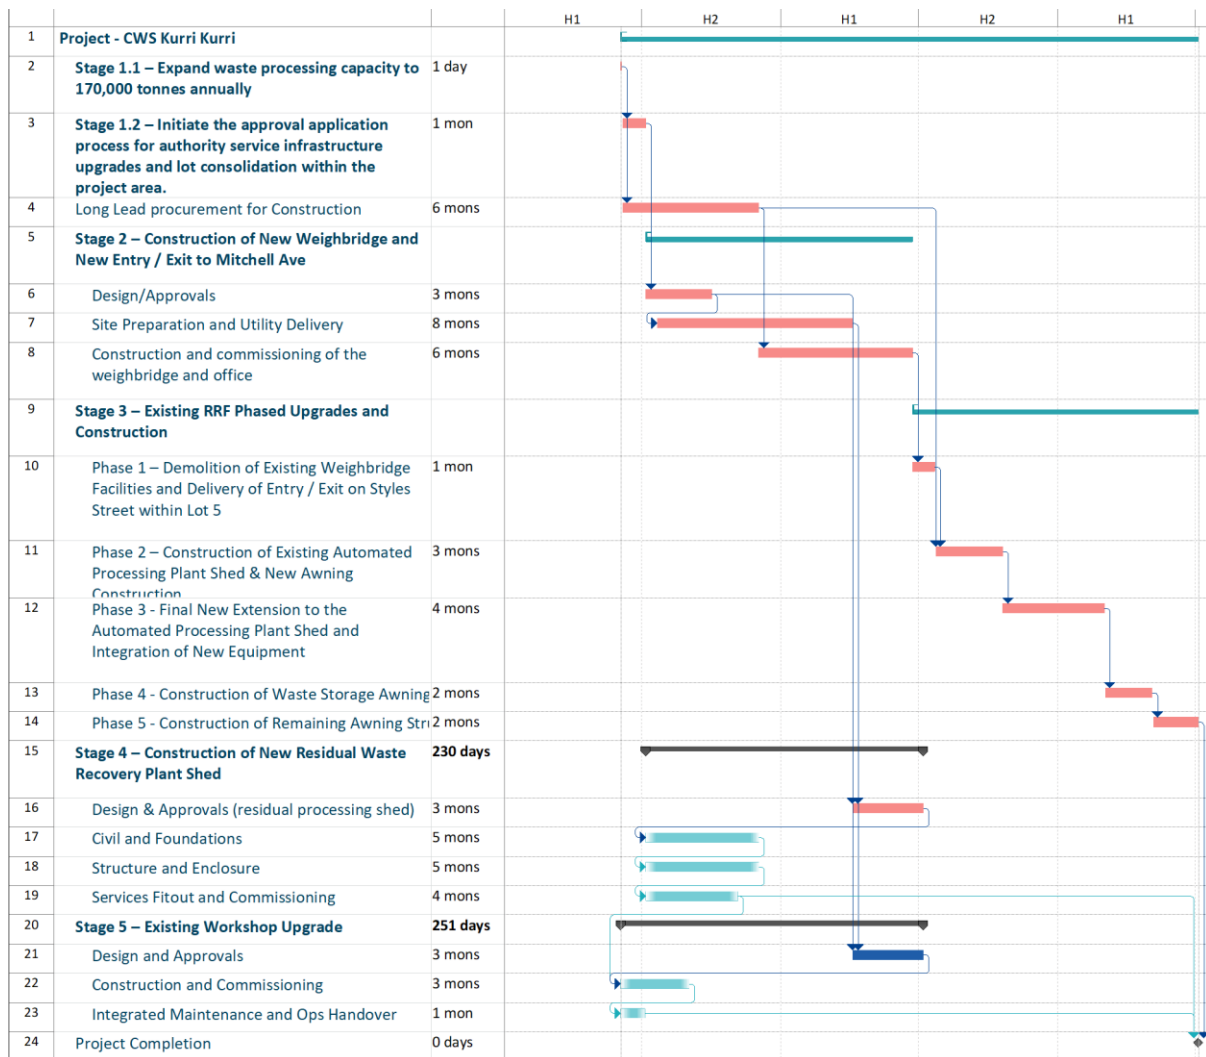 H1 H2 H1 H2 H1
1 Project - CWS Kurri Kurri
2 Stage 1.1 – Expand waste processing capacity to 1 day
170,000 tonnes annually
3 Stage 1.2 – Initiate the approval application 1 mon
process for authority service infrastructure
upgrades and lot consolidation within the
project area.
4 Long Lead procurement for Construction 6 mons
5 Stage 2 – Construction of New Weighbridge and
New Entry / Exit to Mitchell Ave
6 Design/Approvals 3 mons
7 Site Preparation and Utility Delivery 8 mons
8 Construction and commissioning of the 6 mons
weighbridge and office
9 Stage 3 – Existing RRF Phased Upgrades and
Construction
10 Phase 1 – Demolition of Existing Weighbridge 1 mon
Facilities and Delivery of Entry / Exit on Styles
Street within Lot 5
11 Phase 2 – Construction of Existing Automated 3 mons
Processing Plant Shed & New Awning
Construction
12 Phase 3 - Final New Extension to the 4 mons
Automated Processing Plant Shed and
Integration of New Equipment
13 Phase 4 - Construction of Waste Storage Awning 2 mons
14 Phase 5 - Construction of Remaining Awning Stru 2 mons
15 Stage 4 – Construction of New Residual Waste 230 days
Recovery Plant Shed
16 Design & Approvals (residual processing shed) 3 mons
17 Civil and Foundations 5 mons
18 Structure and Enclosure 5 mons
19 Services Fitout and Commissioning 4 mons
20 Stage 5 – Existing Workshop Upgrade 251 days
21 Design and Approvals 3 mons
22 Construction and Commissioning 3 mons
23 Integrated Maintenance and Ops Handover 1 mon
24 Project Completion 0 days